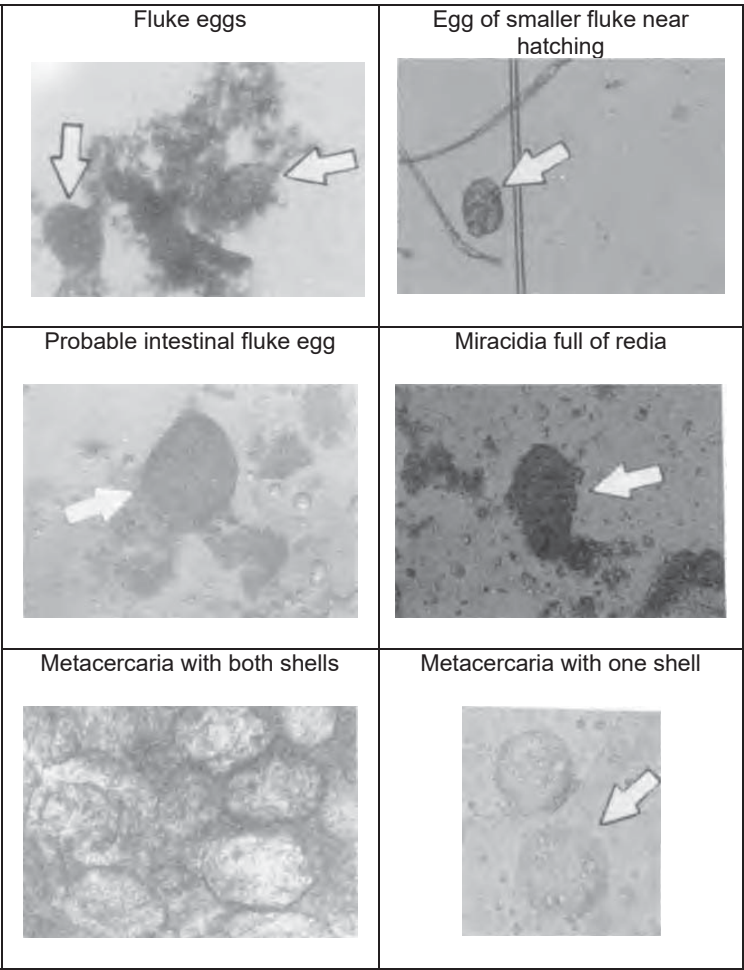 Fluke eggs
Egg of smaller fluke near
hatching
Probable intestinal fluke egg
Miracidia full of redia
Metacercaria with both shells
Metacercaria with one shell